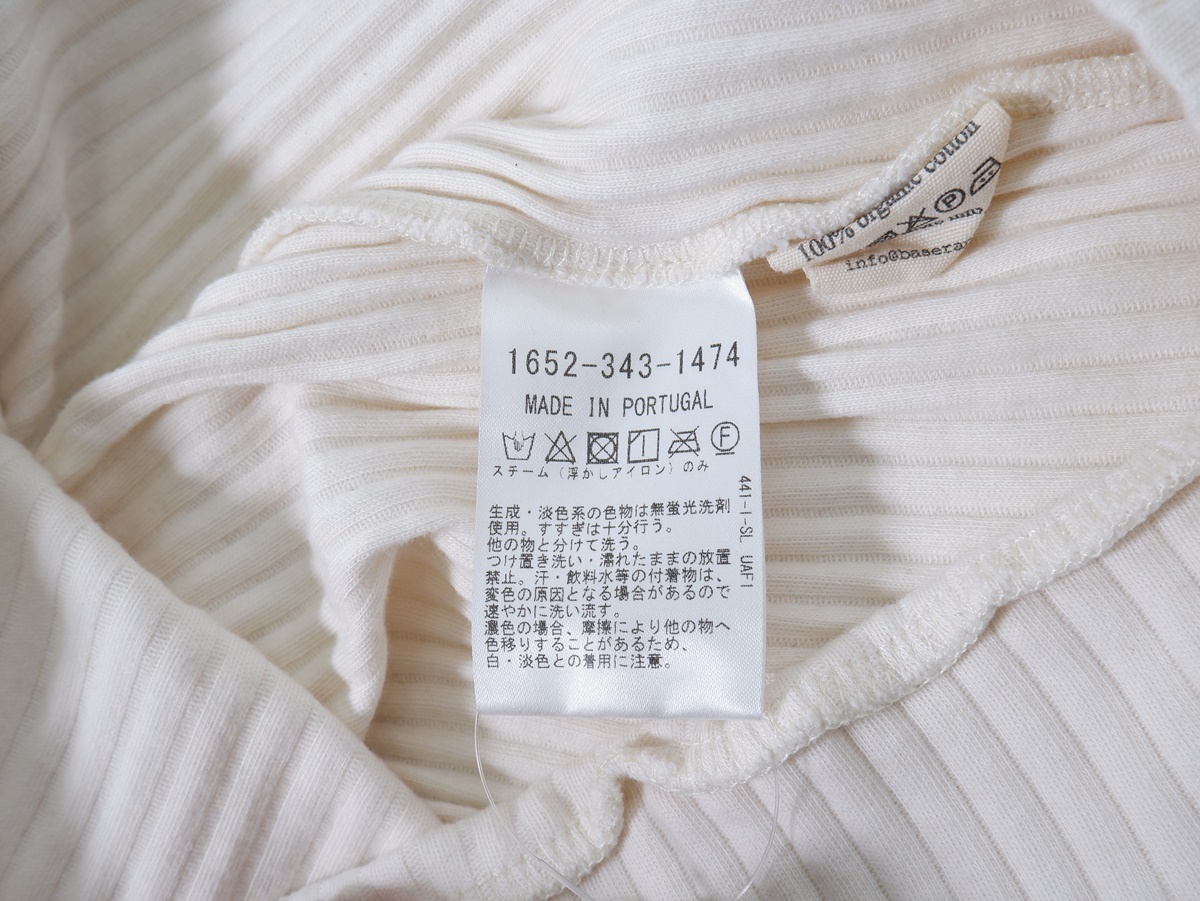 100% organic cotton
info@basera
1652-343-1474
MADE IN PORTUGAL
スチーム（浮かしアイロン）のみ
441-1-SL UAF1
生成・淡色系の色物は無蛍光洗剤
使用。すすぎは十分行う。
他の物と分けて洗う。
つけ置き洗い・濡れたままの放置
禁止。汗・飲料水等の付着物は、
変色の原因となる場合があるので
速やかに洗い流す。
濃色の場合、摩擦により他の物へ
色移りすることがあるため、
白・淡色との着用に注意。